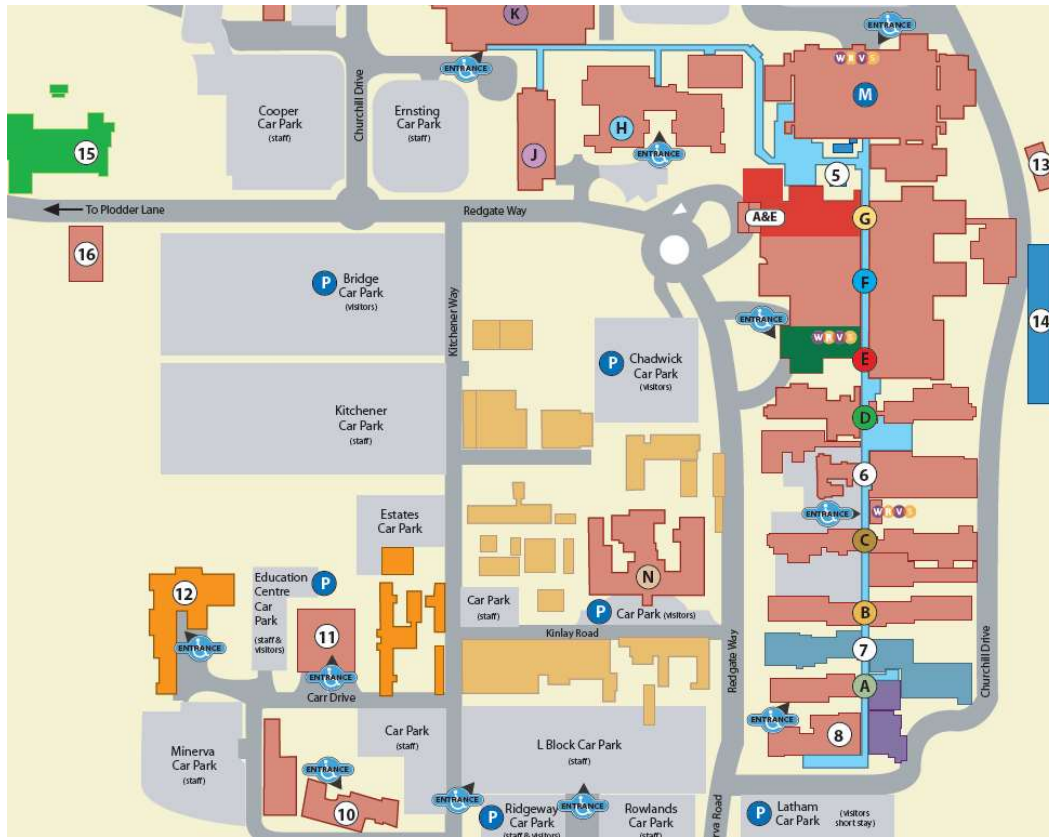 K
ENTRANCE
ENTRANCE
W R V S
M
Cooper
Car Park
(staff)
Churchill Drive
Ernsting
Car Park
(staff)
H
J
ENTRANCE
15
5
13
To Plodder Lane
Redgate Way
A&E
G
16
P
Bridge
Car Park
(visitors)
F
Kitchener Way
14
ENTRANCE
W R V S
E
P
Chadwick
Car Park
(visitors)
Kitchener
Car Park
(staff)
D
6
Estates
Car Park
ENTRANCE
W R V S
C
Education
Centre
Car
Park
(staff &
visitors)
P
12
N
Car Park
(staff)
P
Car Park (visitors)
B
11
Kinlay Road
ENTRANCE
7
Redgate Way
Churchill Drive
ENTRANCE
A
Carr Drive
ENTRANCE
8
Car Park
(staff)
Minerva
Car Park
(staff)
L Block Car Park
(staff)
ENTRANCE
10
ENTRANCE
ENTRANCE
P
Ridgeway
Car Park
(staff & visitors)
Rowlands
Car Park
(staff)
rva Road
P
Latham
Car Park
(visitors
short stay)